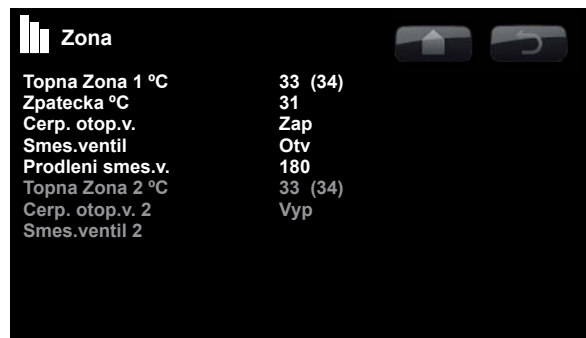 Zona
Topna Zona 1 ºC 33 (34)
Zpatecka ºC 31
Cerp. otop.v. Zap
Smes.ventil Otv
Prodleni smes.v. 180
Topna Zona 2 ºC 33 (34)
Cerp. otop.v. 2 Vyp
Smes.ventil 2